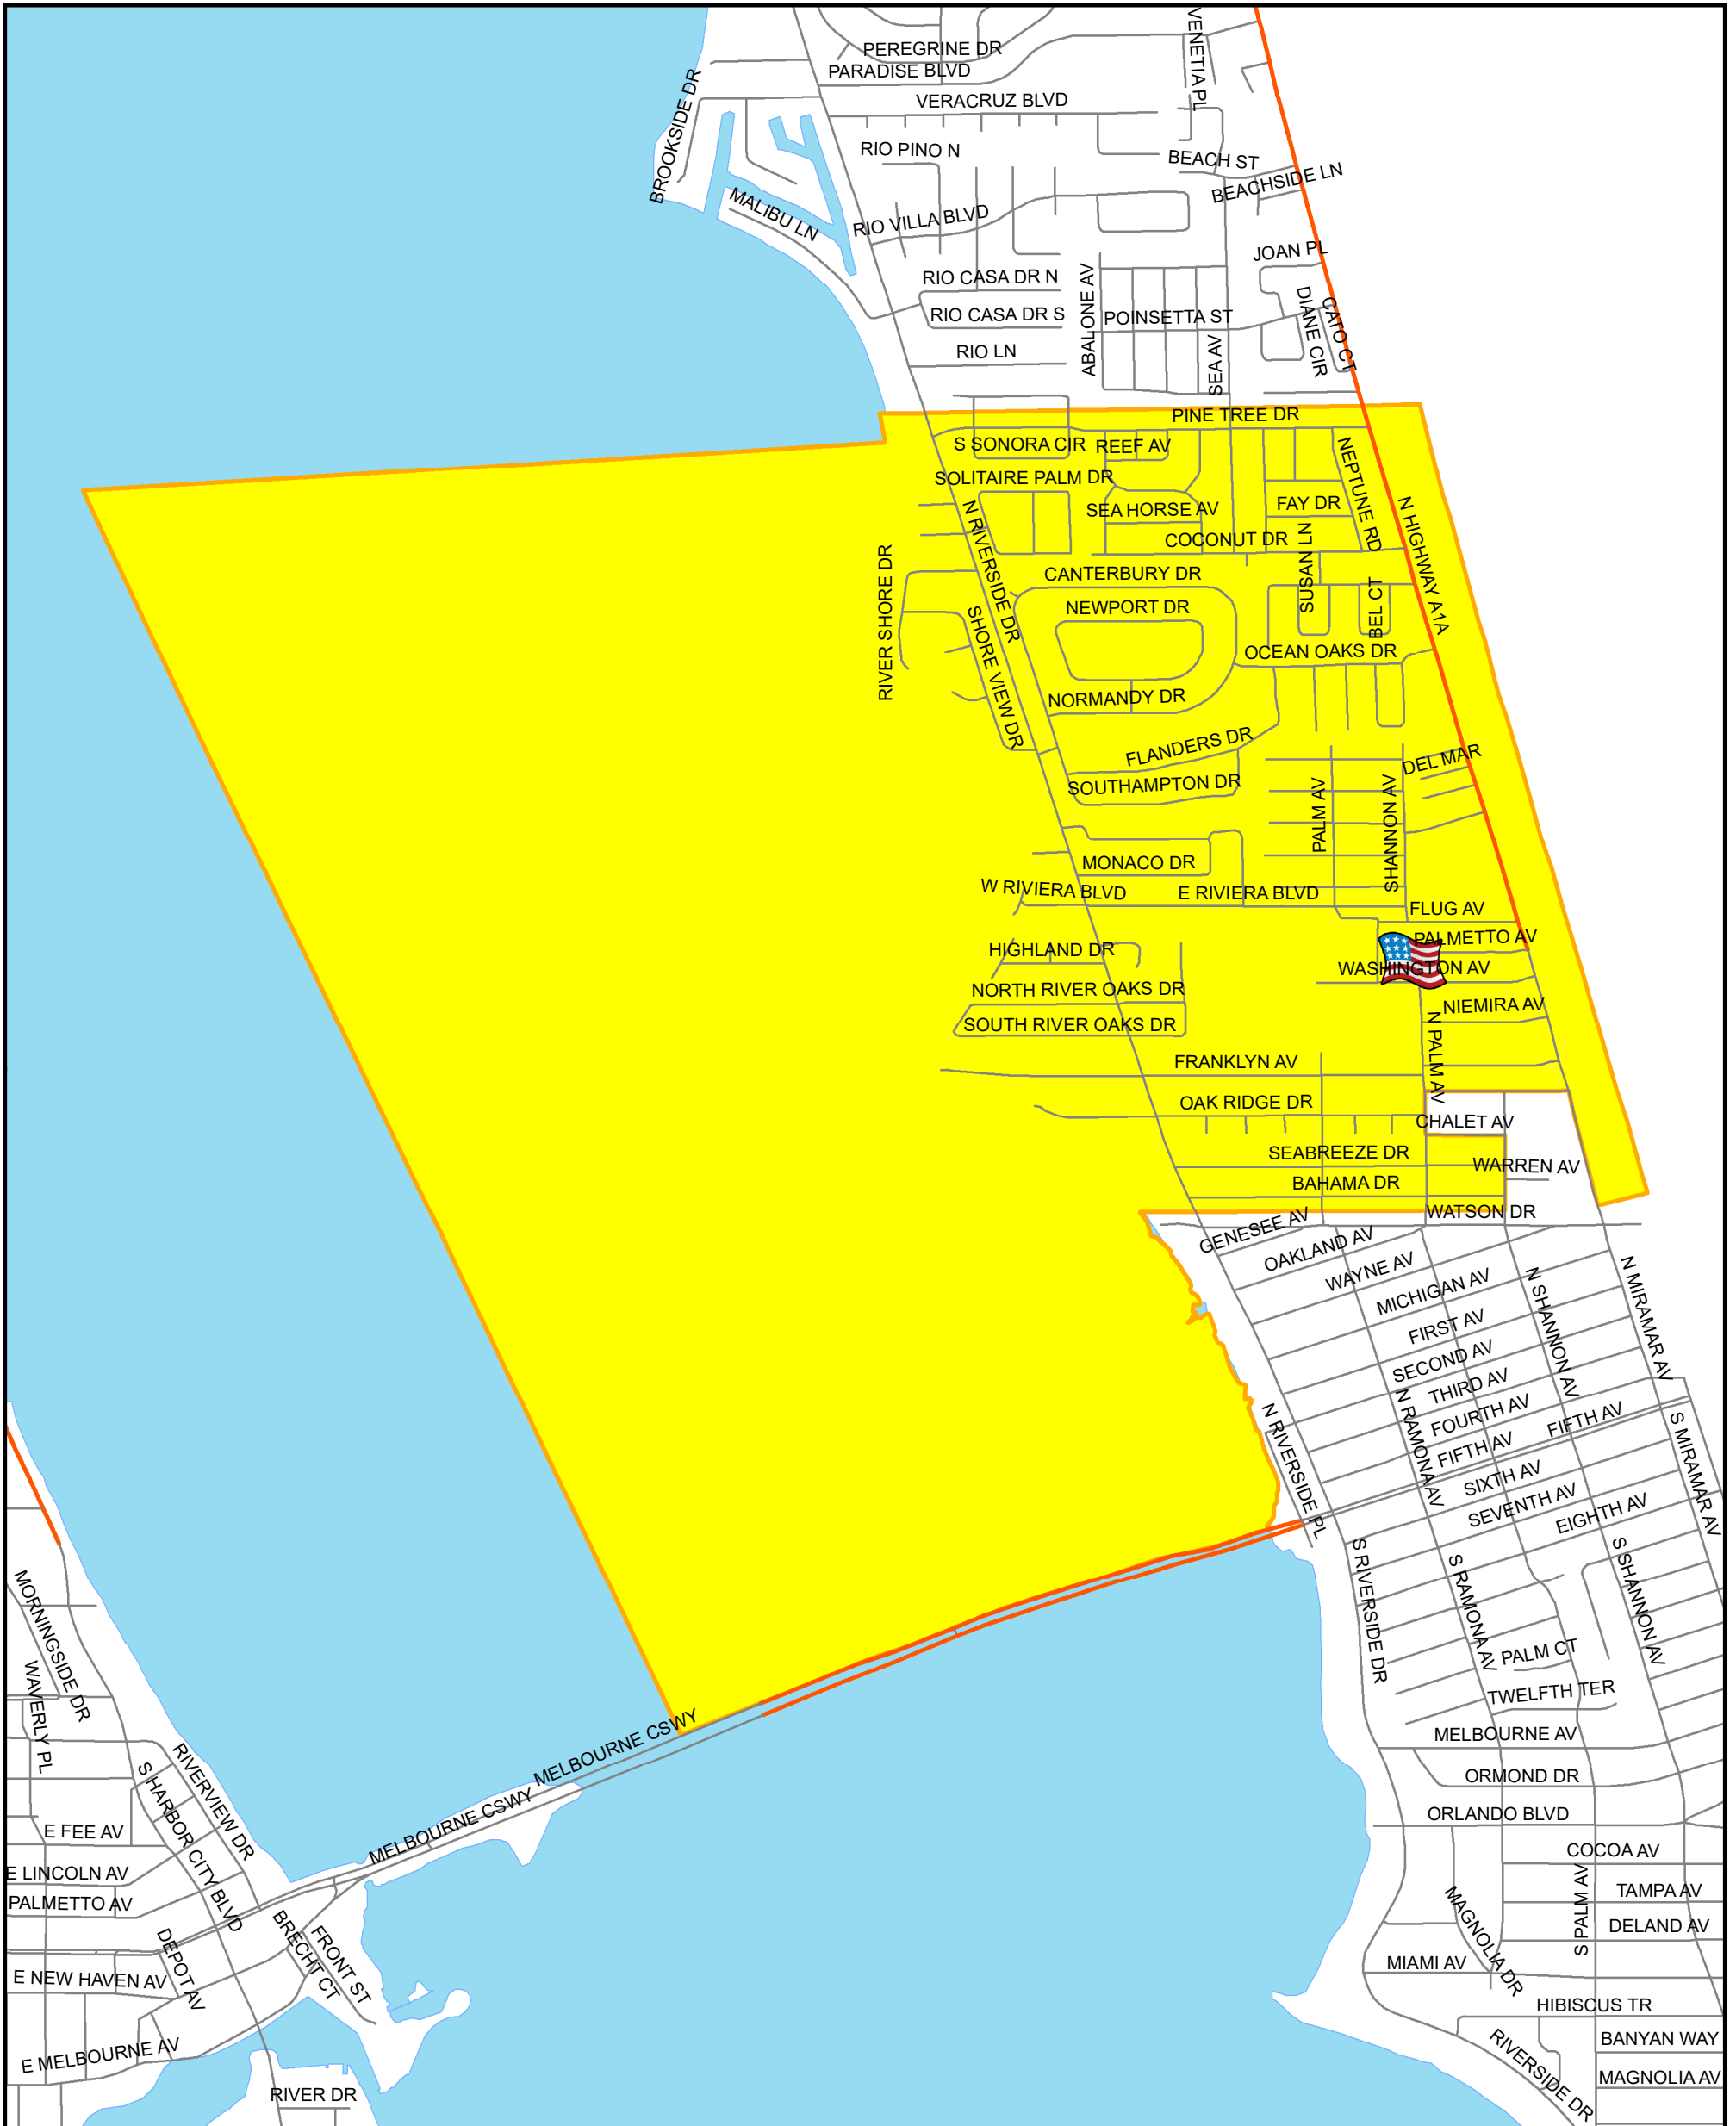 VENETIA PL
PEREGRINE DR
PARADISE BLVD
VERACRUZ BLVD
BROOKSIDE DR
RIO PINO N
BEACH ST
BEACHSIDE LN
MALIBU LN
RIO VILLA BLVD
JOAN PL
RIO CASA DR N
ABALONE AV
DIANE CIR
CATO CT
RIO CASA DR S
POINSETTA ST
RIO LN
SEA AV
PINE TREE DR
S SONORA CIR
REEF AV
NEPTUNE RD
SOLITAIRE PALM DR
N HIGHWAY A1A
SEA HORSE AV
FAY DR
N RIVERSIDE DR
COCONUT DR
SUSAN LN
RIVER SHORE DR
CANTERBURY DR
BEL CT
NEWPORT DR
SHORE VIEW DR
OCEAN OAKS DR
NORMANDY DR
FLANDERS DR
DEL MAR
SOUTHAMPTON DR
PALM AV
SHANNON AV
MONACO DR
W RIVIERA BLVD
E RIVIERA BLVD
FLUG AV
PALMETTO AV
HIGHLAND DR
WASHINGTON AV
NORTH RIVER OAKS DR
NIEMIRA AV
SOUTH RIVER OAKS DR
N PALM AV
FRANKLYN AV
OAK RIDGE DR
CHALET AV
SEABREEZE DR
WARREN AV
BAHAMA DR
WATSON DR
GENESEE AV
OAKLAND AV
WAYNE AV
MICHIGAN AV
N SHANNON AV
N MIRAMAR AV
FIRST AV
SECOND AV
THIRD AV
FOURTH AV
FIFTH AV
N RAMONA AV
FIFTH AV
N RIVERSIDE PL
SIXTH AV
S MIRAMAR AV
SEVENTH AV
EIGHTH AV
S RIVERSIDE DR
S RAMONA AV
S SHANNON AV
MORNINGSIDE DR
PALM CT
WAVERLY PL
TWELFTH TER
MELBOURNE CSWY
MELBOURNE AV
RIVERVIEW DR
S HARBOR CITY BLVD
ORMOND DR
MELBOURNE CSWY
ORLANDO BLVD
E FEE AV
COCOA AV
E LINCOLN AV
TAMPA AV
PALMETTO AV
S PALM AV
MAGNOLIA DR
DELAND AV
BRECHT CT
FRONT ST
DEPOT AV
MIAMI AV
E NEW HAVEN AV
HIBISCUS TR
BANYAN WAY
E MELBOURNE AV
RIVERSIDE DR
MAGNOLIA AV
RIVER DR